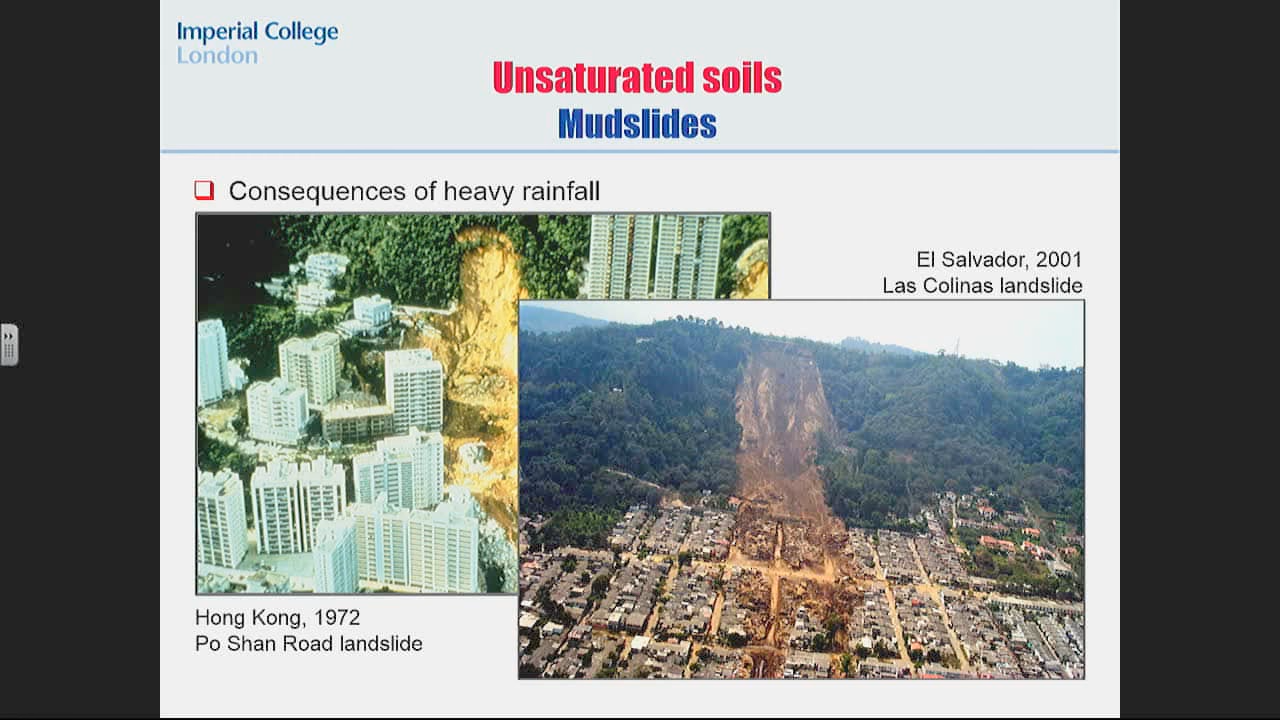 Imperial College
London
Unsaturated soils
Mudslides
Consequences of heavy rainfall
El Salvador, 2001
Las Colinas landslide
Hong Kong, 1972
Po Shan Road landslide